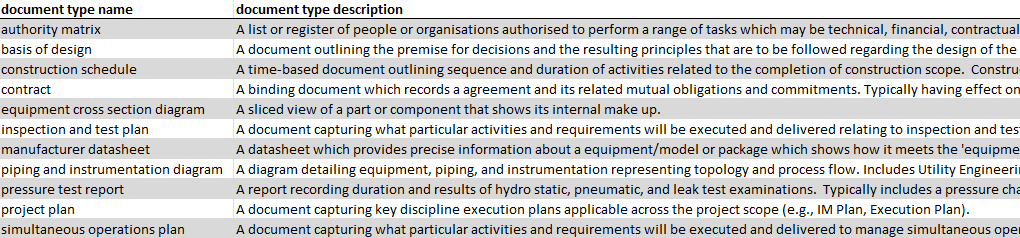 document type name document type description
authority matrix A list or register of people or organisations authorised to perform a range of tasks which may be technical, financial, contractual
basis of design A document outlining the premise for decisions and the resulting principles that are to be followed regarding the design of the
construction schedule A time-based document outlining sequence and duration of activities related to the completion of construction scope. Constru
contract A binding document which records a agreement and its related mutual obligations and commitments. Typically having effect on
equipment cross section diagram A sliced view of a part or component that shows its internal make up.
inspection and test plan A document capturing what particular activities and requirements will be executed and delivered relating to inspection and tes
manufacturer datasheet A datasheet which provides precise information about a equipment/model or package which shows how it meets the 'equipme
piping and instrumentation diagram A diagram detailing equipment, piping, and instrumentation representing topology and process flow. Includes Utility Engineeri
pressure test report A report recording duration and results of hydro static, pneumatic, and leak test examinations. Typically includes a pressure cha
project plan A document capturing key discipline execution plans applicable across the project scope (e.g., IM Plan, Execution Plan).
simultaneous operations plan A document capturing what particular activities and requirements will be executed and delivered to manage simultaneous oper